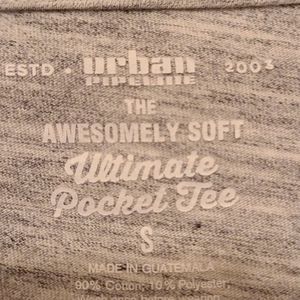 ESTD • urban 2003
PIPELINE
THE
AWESOMELY SOFT
Ultimate
Pocket Tee
S
MADE IN GUATEMALA
90% Cotton; 10% Polyester,